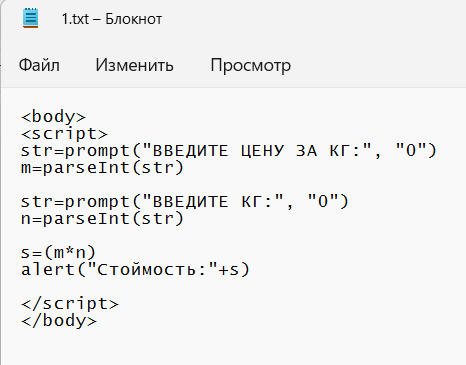 1.txt – Блокнот
Файл Изменить Просмотр
<body>
<script>
str=prompt("ВВЕДИТЕ ЦЕНУ ЗА КГ:", "0")
m=parseInt(str)
str=prompt("ВВЕДИТЕ КГ:", "0")
n=parseInt(str)
s=(m*n)
alert("Стоимость:"+s)
</script>
</body>